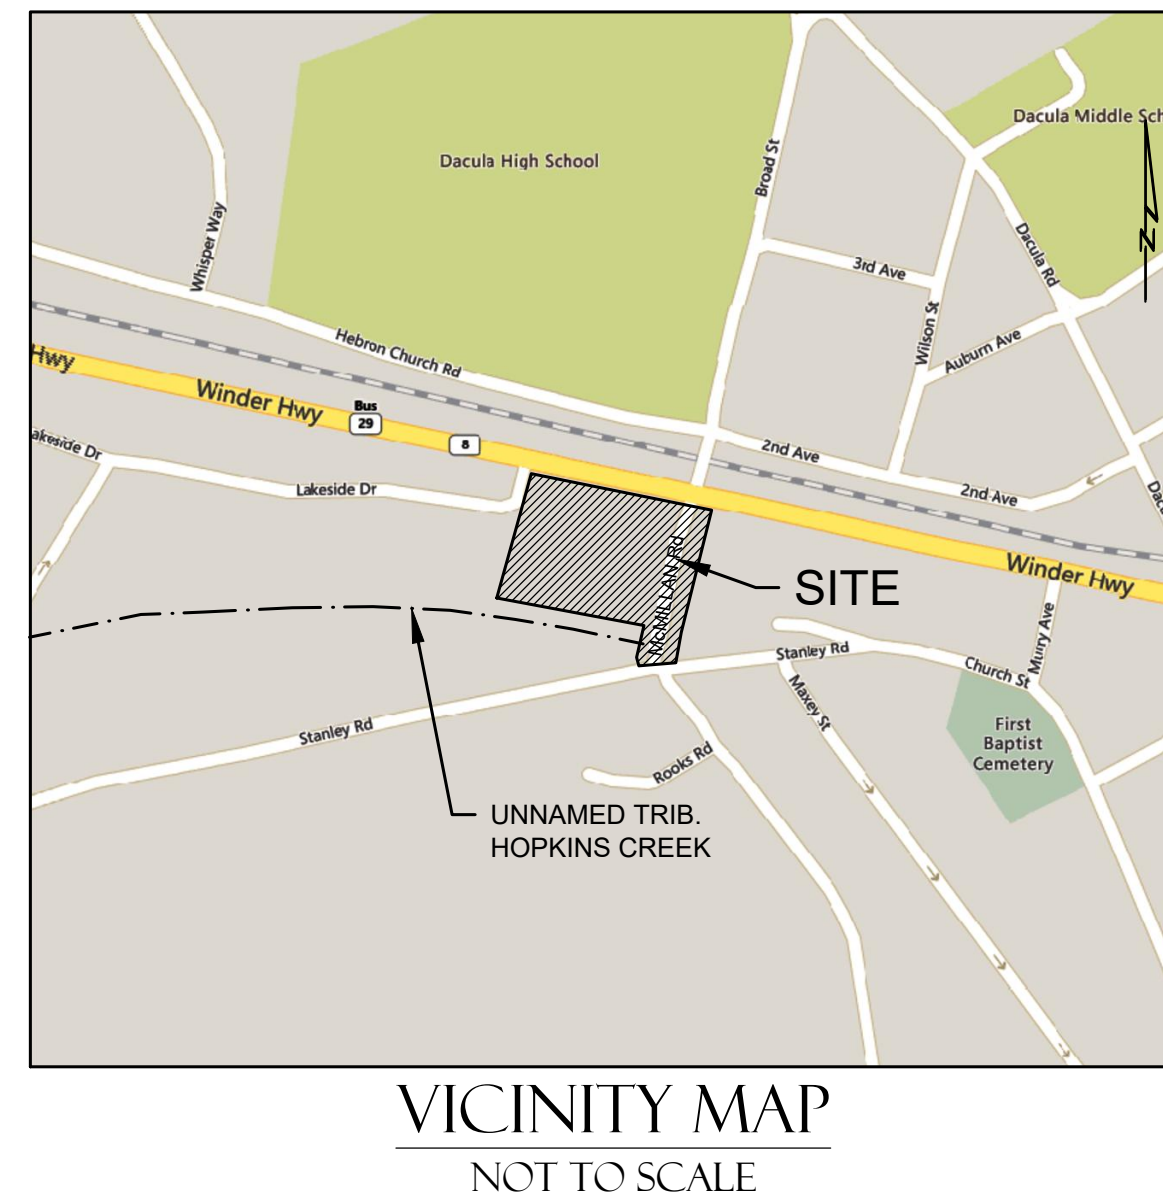 Dacula High School
Dacula Middle Sch
Broad St
Whisper Way
3rd Ave
Dacula Rd
N
Wilson St
Auburn Ave
Hebron Church Rd
Hwy
Winder Hwy
Bus
29
8
2nd Ave
2nd Ave
akeside Dr
Lakeside Dr
Dacu
McMILLAN Rd
SITE
Winder Hwy
Murry Ave
Stanley Rd
Church St
Maxey St
Stanley Rd
First
Baptist
Cemetery
Rooks Rd
UNNAMED TRIB.
HOPKINS CREEK
VICINITY MAP
NOT TO SCALE